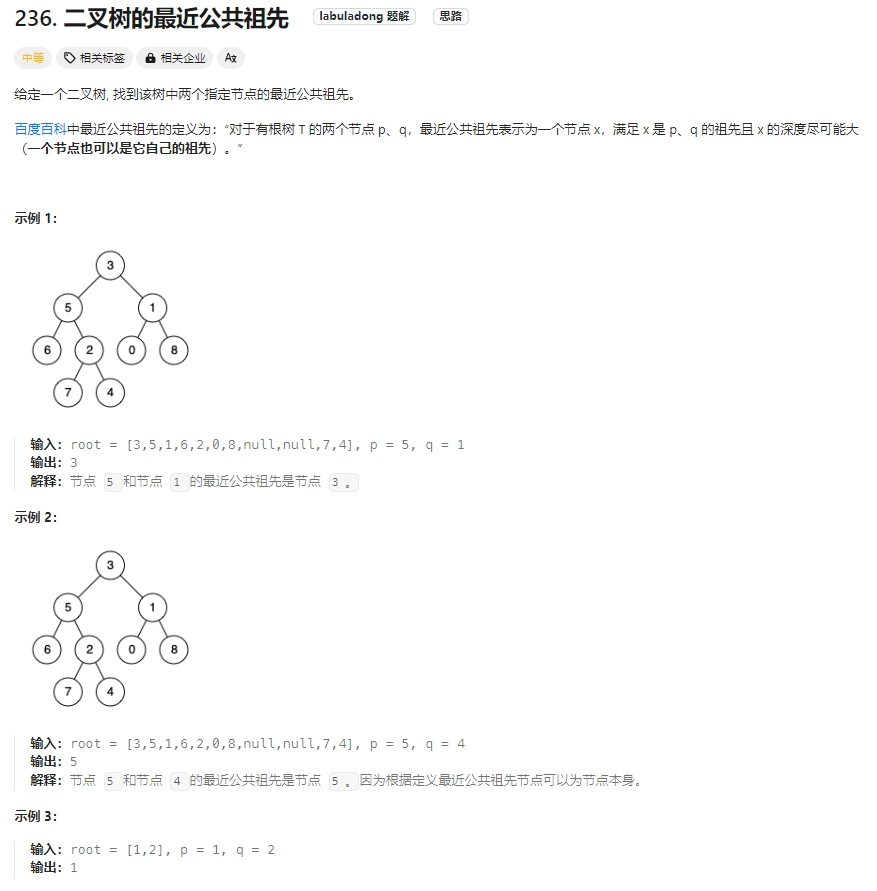 236. 二叉树的最近公共祖先 labuladong 题解 思路
中等 相关标签 相关企业 Aあ
给定一个二叉树, 找到该树中两个指定节点的最近公共祖先。
百度百科中最近公共祖先的定义为：“对于有根树 T 的两个节点 p、q，最近公共祖先表示为一个节点 x，满足 x 是 p、q 的祖先且 x 的深度尽可能大
（一个节点也可以是它自己的祖先）。”
示例 1：
3
5 1
6 2 0 8
7 4
输入：root = [3,5,1,6,2,0,8,null,null,7,4], p = 5, q = 1
输出：3
解释：节点 5 和节点 1 的最近公共祖先是节点 3 。
示例 2：
3
5 1
6 2 0 8
7 4
输入：root = [3,5,1,6,2,0,8,null,null,7,4], p = 5, q = 4
输出：5
解释：节点 5 和节点 4 的最近公共祖先是节点 5 。因为根据定义最近公共祖先节点可以为节点本身。
示例 3：
输入：root = [1,2], p = 1, q = 2
输出：1